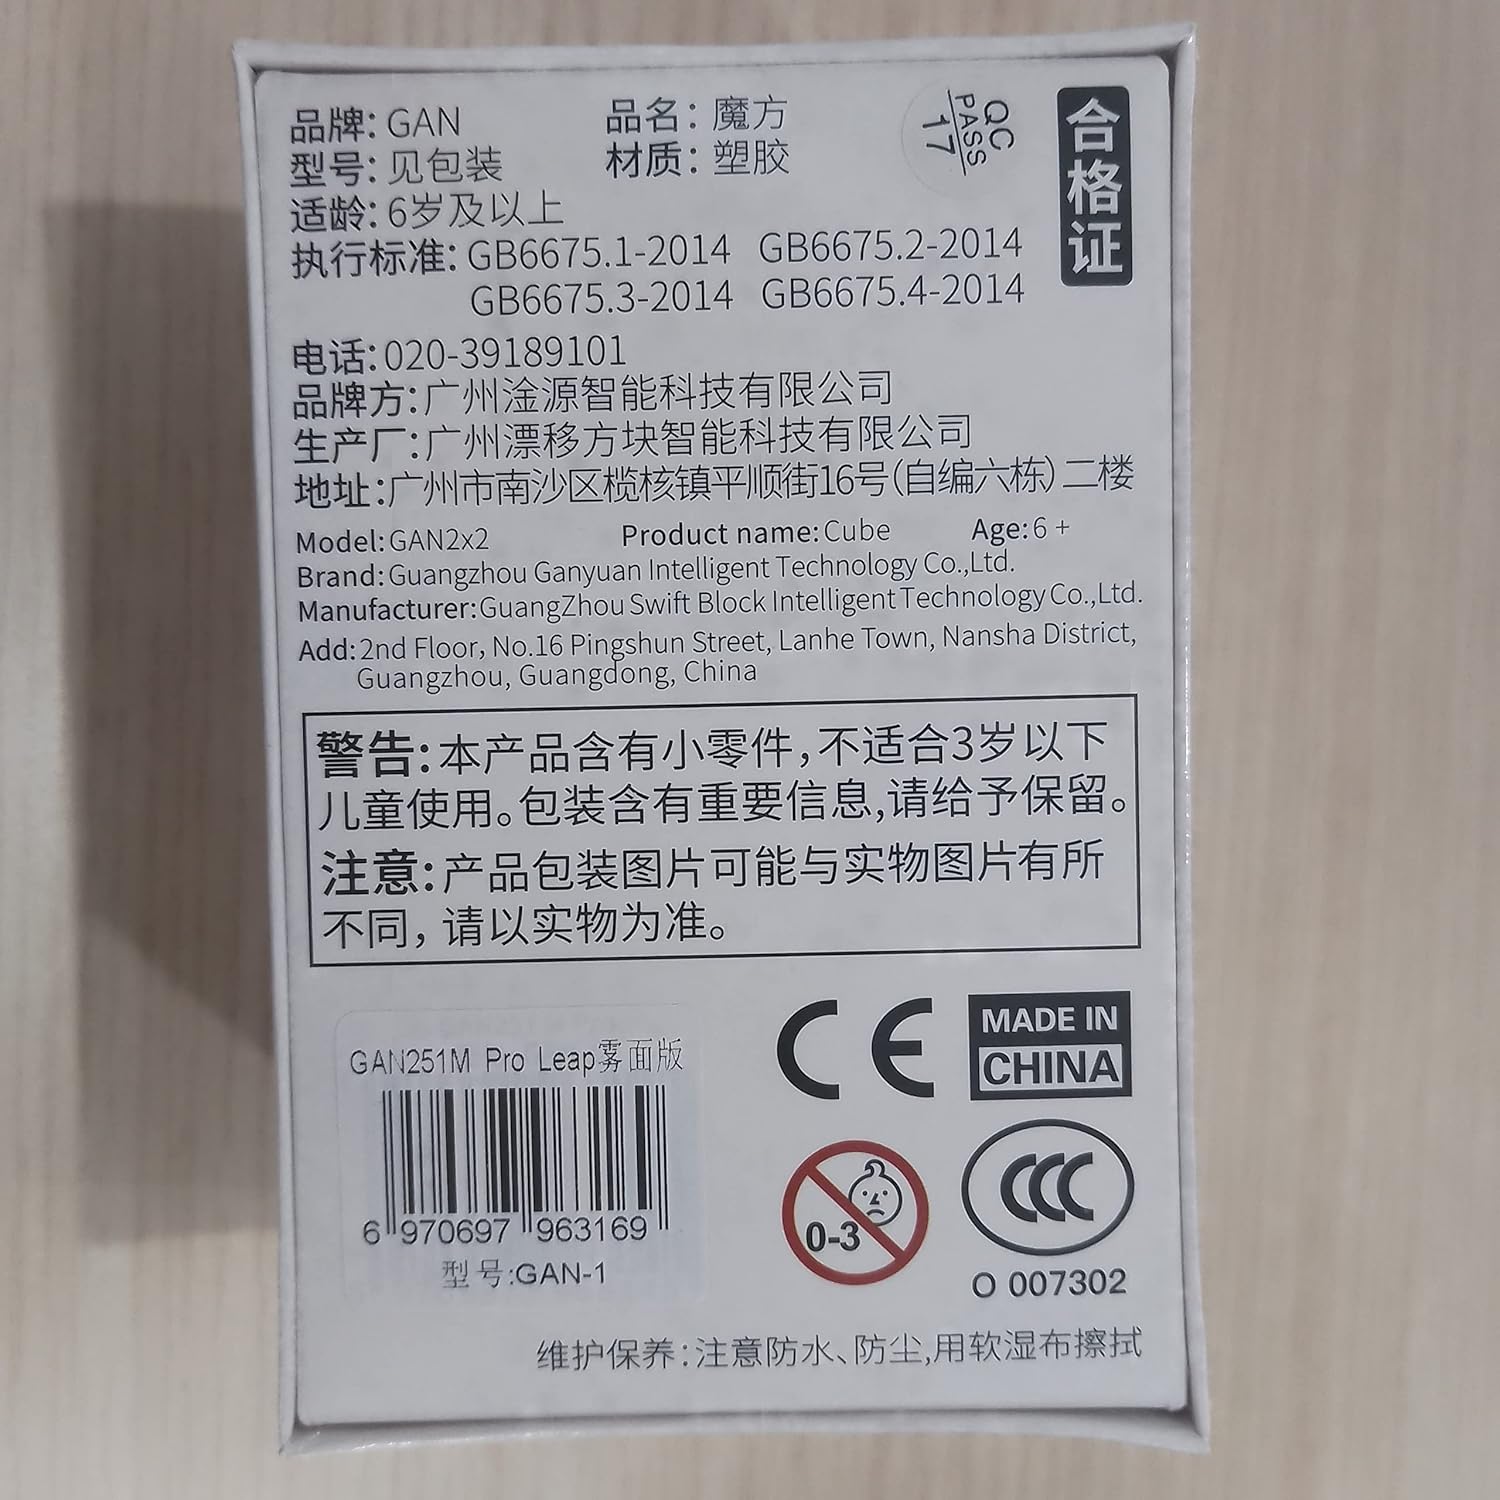 品牌：GAN 品名：魔方
型号：见包装 材质：塑胶
适龄：6岁及以上
执行标准：GB6675.1-2014 GB6675.2-2014
GB6675.3-2014 GB6675.4-2014
QC
PASS
17
合格证
电话：020-39189101
品牌方：广州淦源智能科技有限公司
生产厂：广州漂移方块智能科技有限公司
地址：广州市南沙区榄核镇平顺街16号（自编六栋）二楼
Model:GAN2x2 Product name:Cube Age:6 +
Brand:Guangzhou Ganyuan Intelligent Technology Co.,Ltd.
Manufacturer:GuangZhou Swift Block Intelligent Technology Co.,Ltd.
Add:2nd Floor, No.16 Pingshun Street, Lanhe Town, Nansha District,
Guangzhou, Guangdong, China
警告：本产品含有小零件，不适合3岁以下
儿童使用。包装含有重要信息，请给予保留。
注意：产品包装图片可能与实物图片有所
不同，请以实物为准。
GAN251M Pro Leap雾面版
6 970697 963169
型号:GAN-1
CE
MADE IN
CHINA
0-3
CCC
O 007302
维护保养：注意防水、防尘，用软湿布擦拭